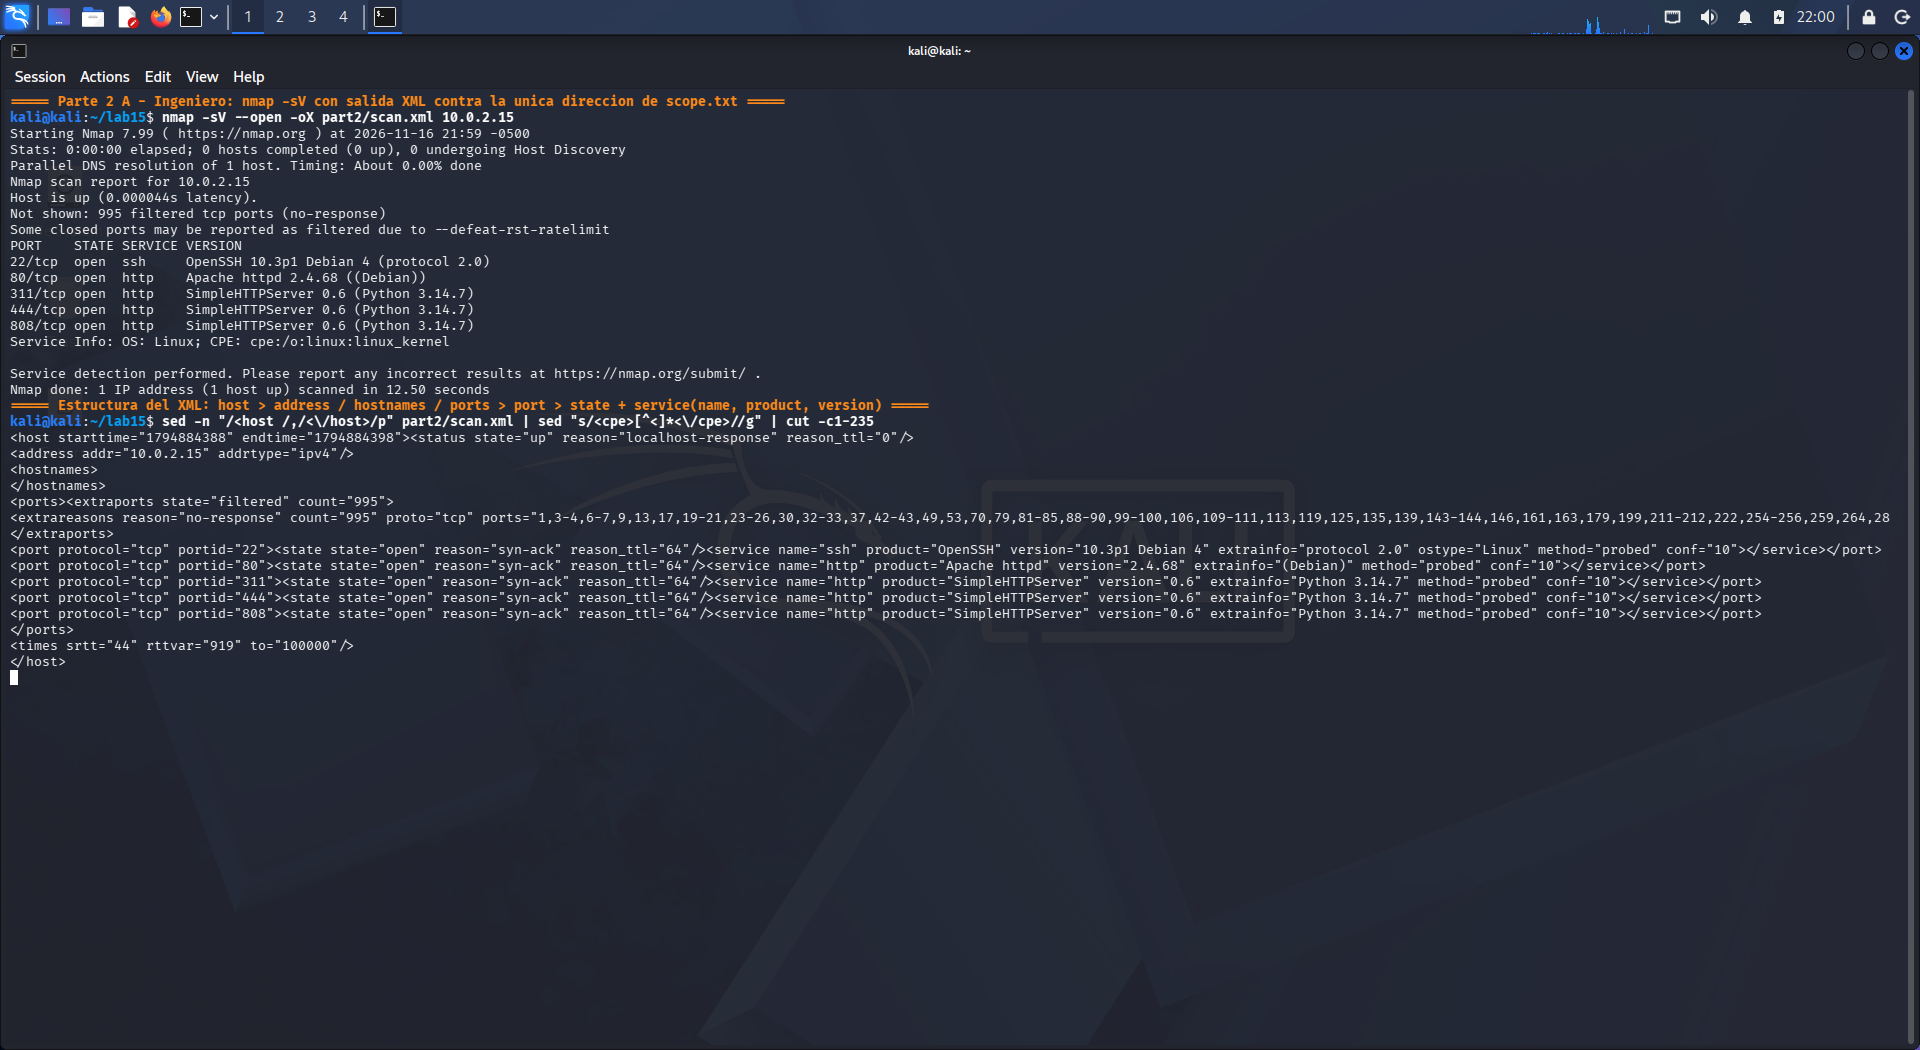 1 2 3 4 22:00
kali@kali: ~
Session Actions Edit View Help
===== Parte 2 A - Ingeniero: nmap -sV con salida XML contra la unica direccion de scope.txt =====
kali@kali:~/lab15$ nmap -sV --open -oX part2/scan.xml 10.0.2.15
Starting Nmap 7.99 ( https://nmap.org ) at 2026-11-16 21:59 -0500
Stats: 0:00:00 elapsed; 0 hosts completed (0 up), 0 undergoing Host Discovery
Parallel DNS resolution of 1 host. Timing: About 0.00% done
Nmap scan report for 10.0.2.15
Host is up (0.000044s latency).
Not shown: 995 filtered tcp ports (no-response)
Some closed ports may be reported as filtered due to --defeat-rst-ratelimit
PORT    STATE SERVICE VERSION
22/tcp  open  ssh     OpenSSH 10.3p1 Debian 4 (protocol 2.0)
80/tcp  open  http    Apache httpd 2.4.68 ((Debian))
311/tcp open  http    SimpleHTTPServer 0.6 (Python 3.14.7)
444/tcp open  http    SimpleHTTPServer 0.6 (Python 3.14.7)
808/tcp open  http    SimpleHTTPServer 0.6 (Python 3.14.7)
Service Info: OS: Linux; CPE: cpe:/o:linux:linux_kernel
Service detection performed. Please report any incorrect results at https://nmap.org/submit/ .
Nmap done: 1 IP address (1 host up) scanned in 12.50 seconds
===== Estructura del XML: host > address / hostnames / ports > port > state + service(name, product, version) =====
kali@kali:~/lab15$ sed -n "/<host /,/<\/host>/p" part2/scan.xml | sed "s/<cpe>[^<]*<\/cpe>//g" | cut -c1-235
<host starttime="1794884388" endtime="1794884398"><status state="up" reason="localhost-response" reason_ttl="0"/>
<address addr="10.0.2.15" addrtype="ipv4"/>
<hostnames>
</hostnames>
<ports><extraports state="filtered" count="995">
<extrareasons reason="no-response" count="995" proto="tcp" ports="1,3-4,6-7,9,13,17,19-21,23-26,30,32-33,37,42-43,49,53,70,79,81-85,88-90,99-100,106,109-111,113,119,125,135,139,143-144,146,161,163,179,199,211-212,222,254-256,259,264,28
</extraports>
<port protocol="tcp" portid="22"><state state="open" reason="syn-ack" reason_ttl="64"/><service name="ssh" product="OpenSSH" version="10.3p1 Debian 4" extrainfo="protocol 2.0" ostype="Linux" method="probed" conf="10"></service></port>
<port protocol="tcp" portid="80"><state state="open" reason="syn-ack" reason_ttl="64"/><service name="http" product="Apache httpd" version="2.4.68" extrainfo="(Debian)" method="probed" conf="10"></service></port>
<port protocol="tcp" portid="311"><state state="open" reason="syn-ack" reason_ttl="64"/><service name="http" product="SimpleHTTPServer" version="0.6" extrainfo="Python 3.14.7" method="probed" conf="10"></service></port>
<port protocol="tcp" portid="444"><state state="open" reason="syn-ack" reason_ttl="64"/><service name="http" product="SimpleHTTPServer" version="0.6" extrainfo="Python 3.14.7" method="probed" conf="10"></service></port>
<port protocol="tcp" portid="808"><state state="open" reason="syn-ack" reason_ttl="64"/><service name="http" product="SimpleHTTPServer" version="0.6" extrainfo="Python 3.14.7" method="probed" conf="10"></service></port>
</ports>
<times srtt="44" rttvar="919" to="100000"/>
</host>